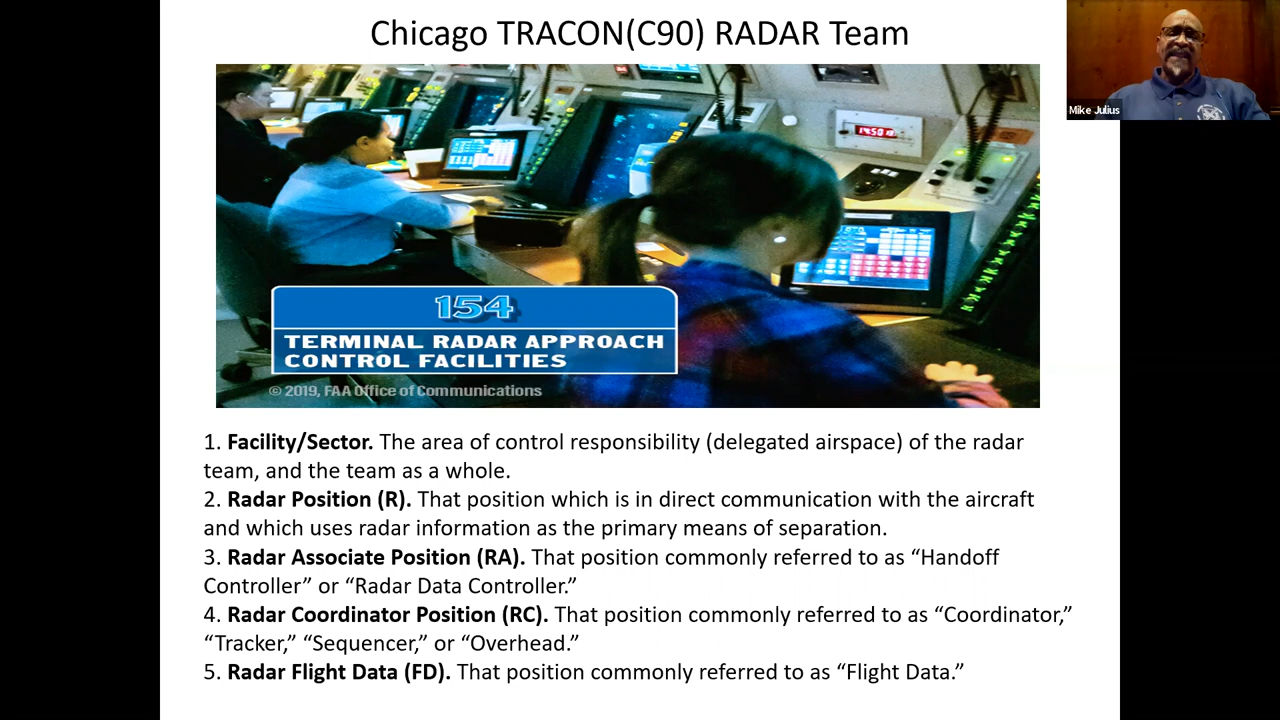 Chicago TRACON(C90) RADAR Team
Mike Julius
154
TERMINAL RADAR APPROACH
CONTROL FACILITIES
© 2019, FAA Office of Communications
1. Facility/Sector. The area of control responsibility (delegated airspace) of the radar
team, and the team as a whole.
2. Radar Position (R). That position which is in direct communication with the aircraft
and which uses radar information as the primary means of separation.
3. Radar Associate Position (RA). That position commonly referred to as “Handoff
Controller” or “Radar Data Controller.”
4. Radar Coordinator Position (RC). That position commonly referred to as “Coordinator,”
“Tracker,” “Sequencer,” or “Overhead.”
5. Radar Flight Data (FD). That position commonly referred to as “Flight Data.”